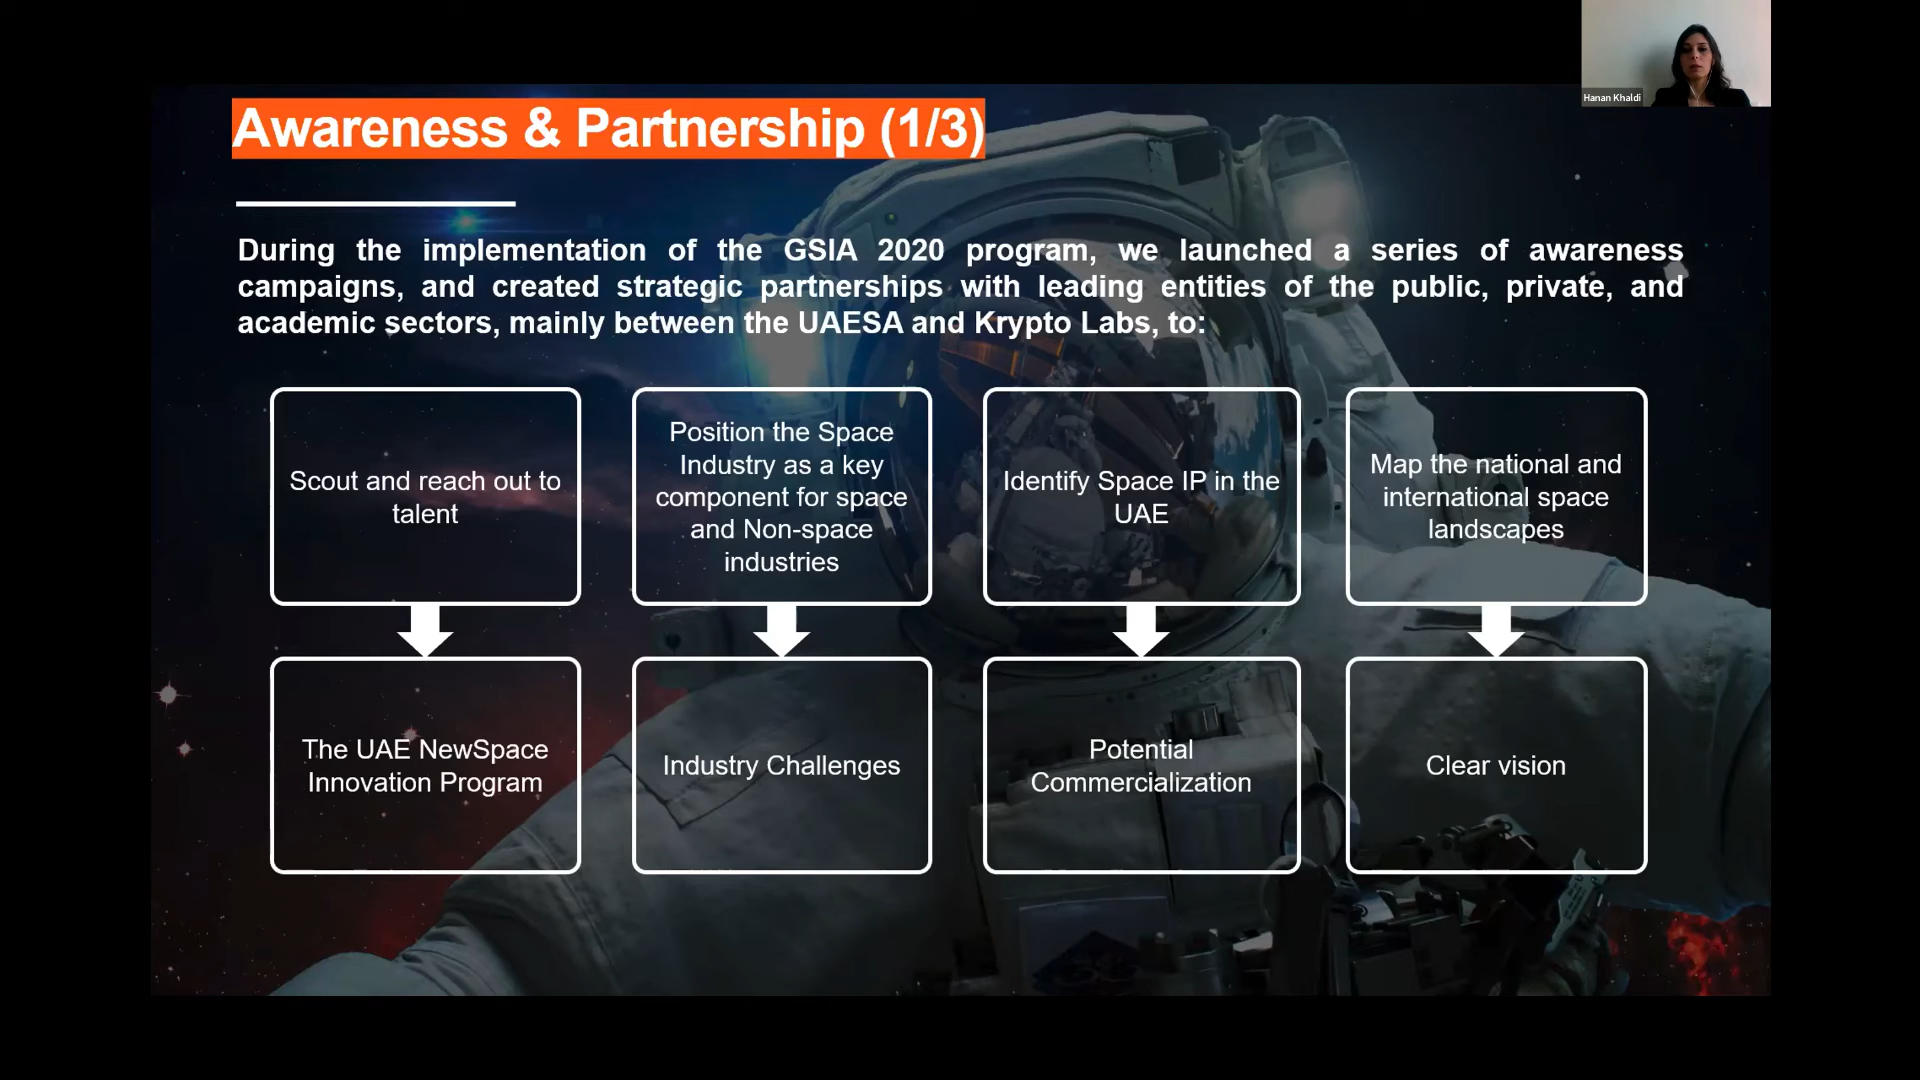 Hanan Khaldi
Awareness & Partnership (1/3)
During the implementation of the GSIA 2020 program, we launched a series of awareness
campaigns, and created strategic partnerships with leading entities of the public, private, and
academic sectors, mainly between the UAESA and Krypto Labs, to:
Scout and reach out to
talent
Position the Space
Industry as a key
component for space
and Non-space
industries
Identify Space IP in the
UAE
Map the national and
international space
landscapes
The UAE NewSpace
Innovation Program
Industry Challenges
Potential
Commercialization
Clear vision